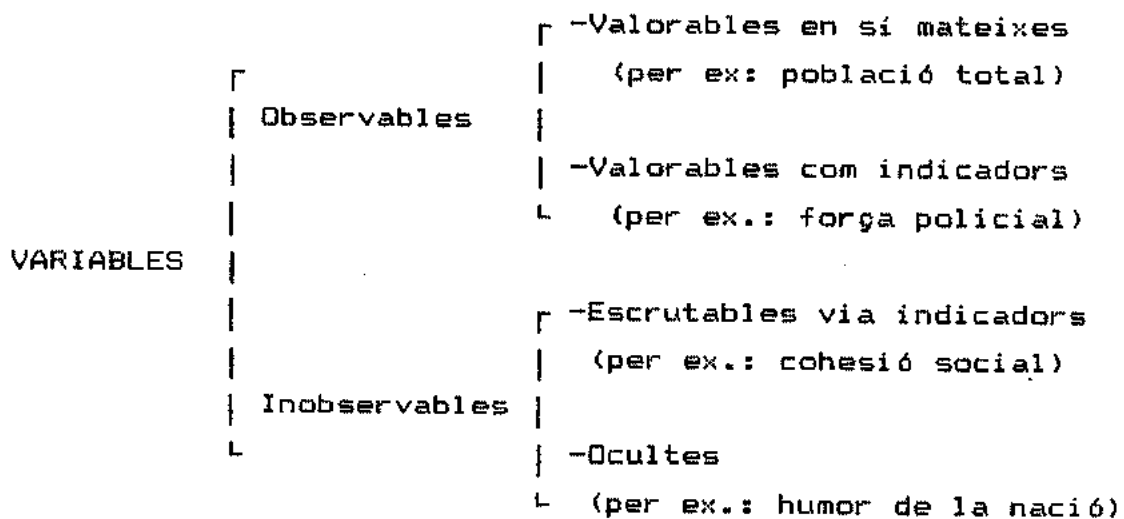 -Valorables en sí mateixes
(per ex: població total)
Observables
-Valorables com indicadors
(per ex.: força policial)
VARIABLES
-Escrutables via indicadors
(per ex.: cohesió social)
Inobservables
-Ocultes
(per ex.: humor de la nació)